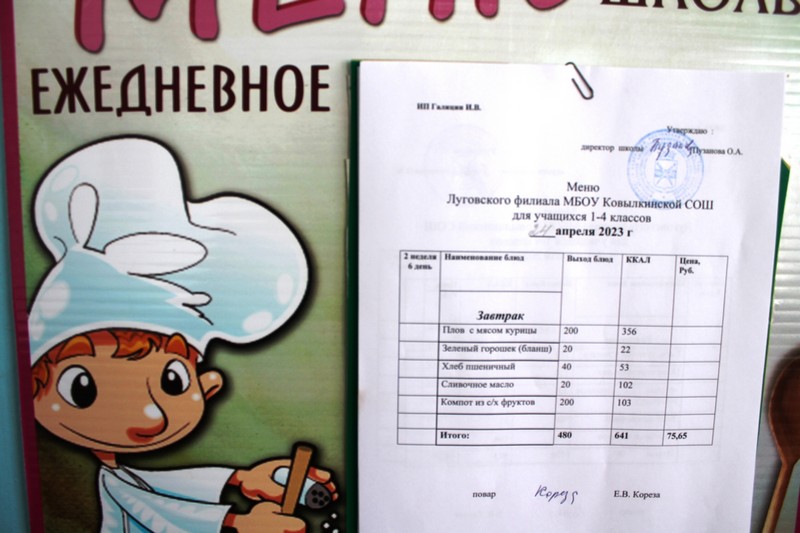 Меню
школь
ЕЖЕДНЕВНОЕ
ИП Галицин И.В.
Утверждаю :
директор школы Пузанова О.А.
Меню
Луговского филиала МБОУ Ковылкинской СОШ
для учащихся 1-4 классов
24 апреля 2023 г
2 неделя 6 день Наименование блюд Выход блюд ККАЛ Цена, Руб.
Завтрак
Плов с мясом курицы 200 356
Зеленый горошек (бланш) 20 22
Хлеб пшеничный 40 53
Сливочное масло 20 102
Компот из с/х фруктов 200 103
Итого: 480 641 75,65
повар Кореза Е.В. Кореза